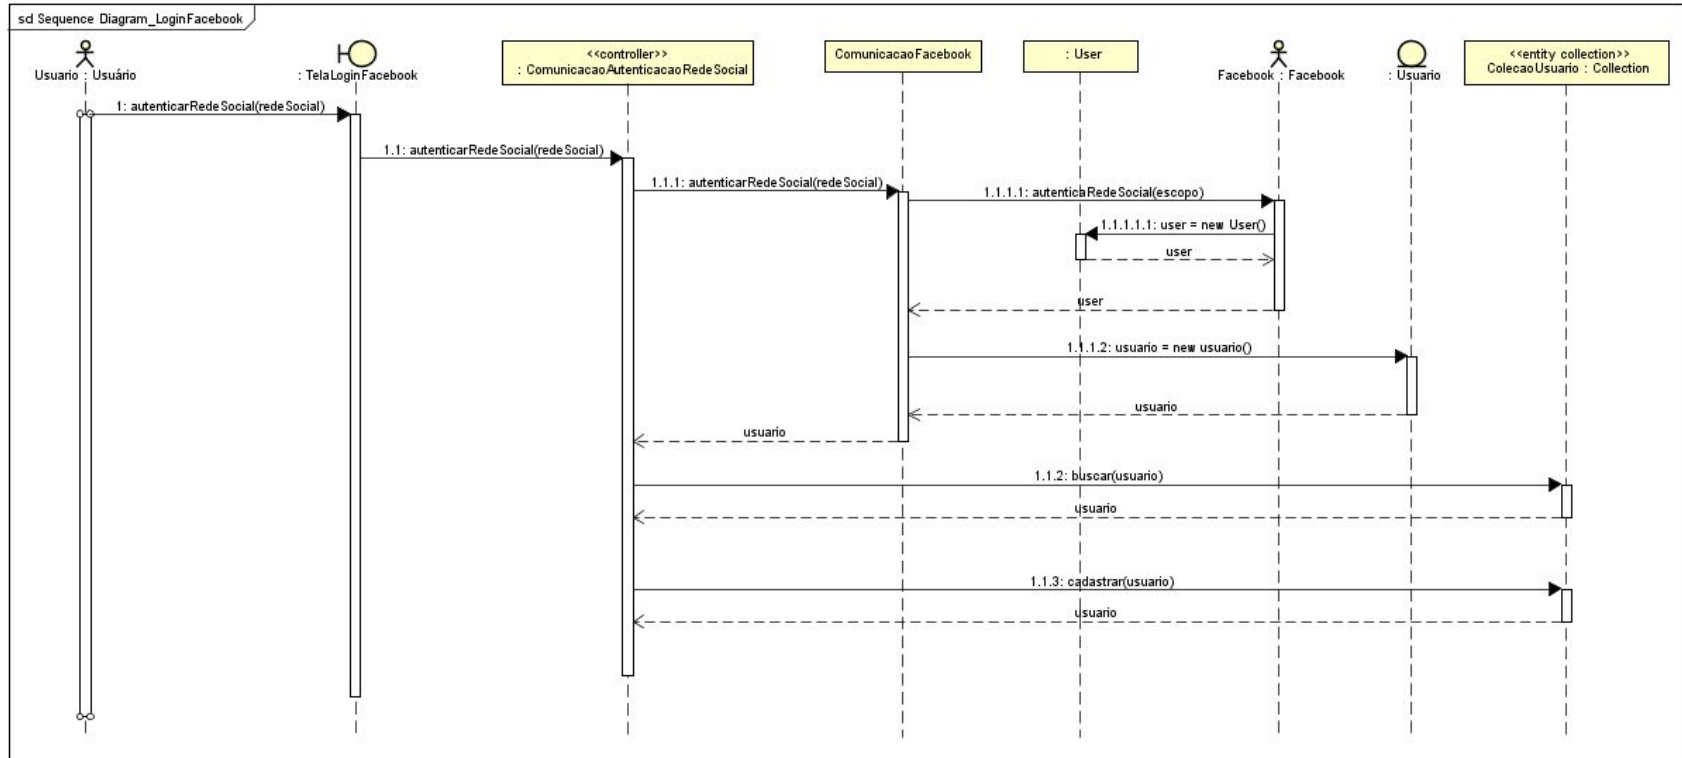 sd Sequence Diagram_LoginFacebook
Usuario : Usuário
: TelaLoginFacebook
<<controller>>
: ComunicacaoAutenticacaoRedeSocial
ComunicacaoFacebook
: User
Facebook : Facebook
: Usuario
<<entity collection>>
ColecaoUsuario : Collection
1: autenticarRedeSocial(redeSocial)
1.1: autenticarRedeSocial(redeSocial)
1.1.1: autenticarRedeSocial(redeSocial)
1.1.1.1: autenticaRedeSocial(escopo)
1.1.1.1.1: user = new User()
user
user
1.1.1.2: usuario = new usuario()
usuario
usuario
1.1.2: buscar(usuario)
usuario
1.1.3: cadastrar(usuario)
usuario